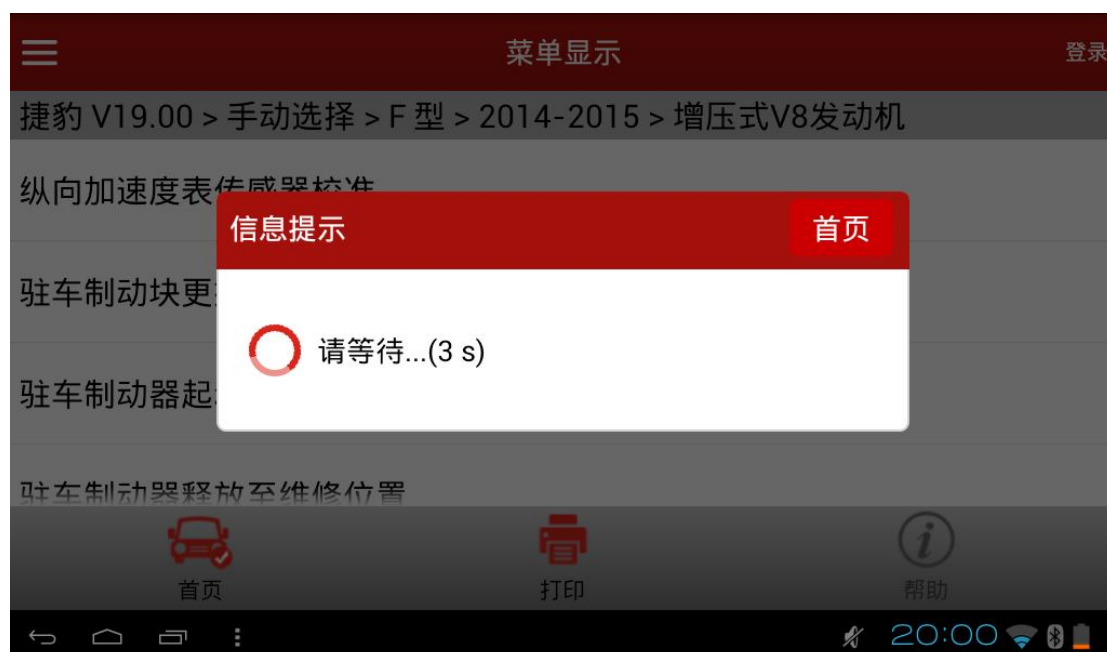 菜单显示
登录
捷豹 V19.00 > 手动选择 > F 型 > 2014-2015 > 增压式V8发动机
纵向加速度表传感器校准
信息提示
首页
驻车制动块更
请等待...(3 s)
驻车制动器起
驻车制动器释放至维修位置
首页
打印
帮助
20:00